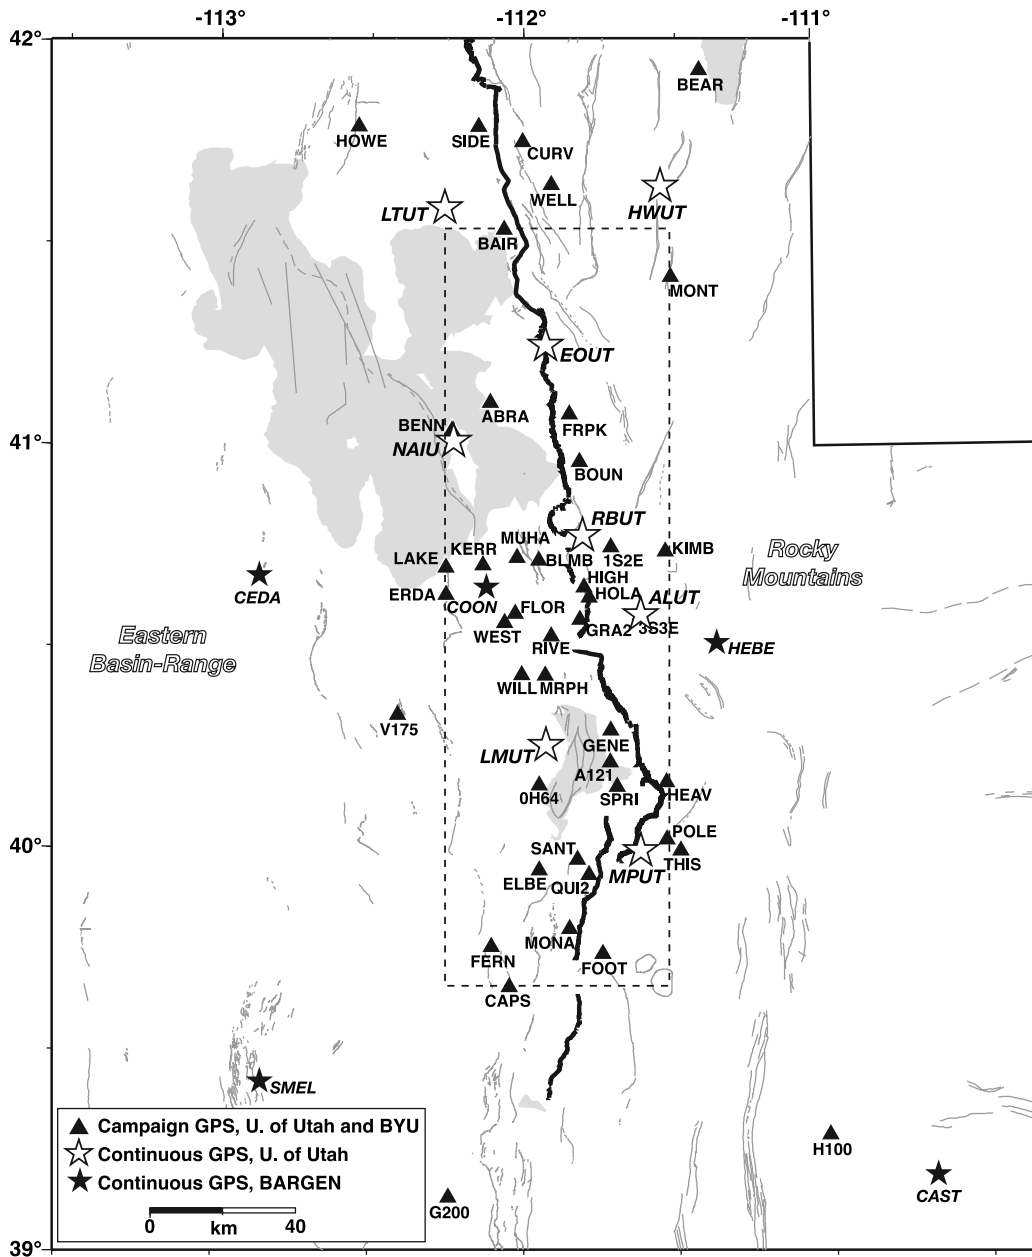 -113° -112° -111°
42°
BEAR
HOWE SIDE CURV
WELL
LTUT HWUT
BAIR
MONT
EOUT
ABRA
BENN FRPK
41° NAIU
BOUN
RBUT
MUHA
KERR KIMB
LAKE BLMB 1S2E
Rocky
Mountains
HIGH
CEDA ERDA COON HOLA ALUT
FLOR
WEST GRA2 3S3E
RIVE HEBE
Eastern
Basin-Range
WILL MRPH
V175
GENE
LMUT
A121
0H64 SPRI HEAV
POLE
40° SANT
THIS
ELBE QUI2 MPUT
MONA
FERN FOOT
CAPS
SMEL
Campaign GPS, U. of Utah and BYU
Continuous GPS, U. of Utah
Continuous GPS, BARGEN
0 km 40
H100
CAST
G200
39°